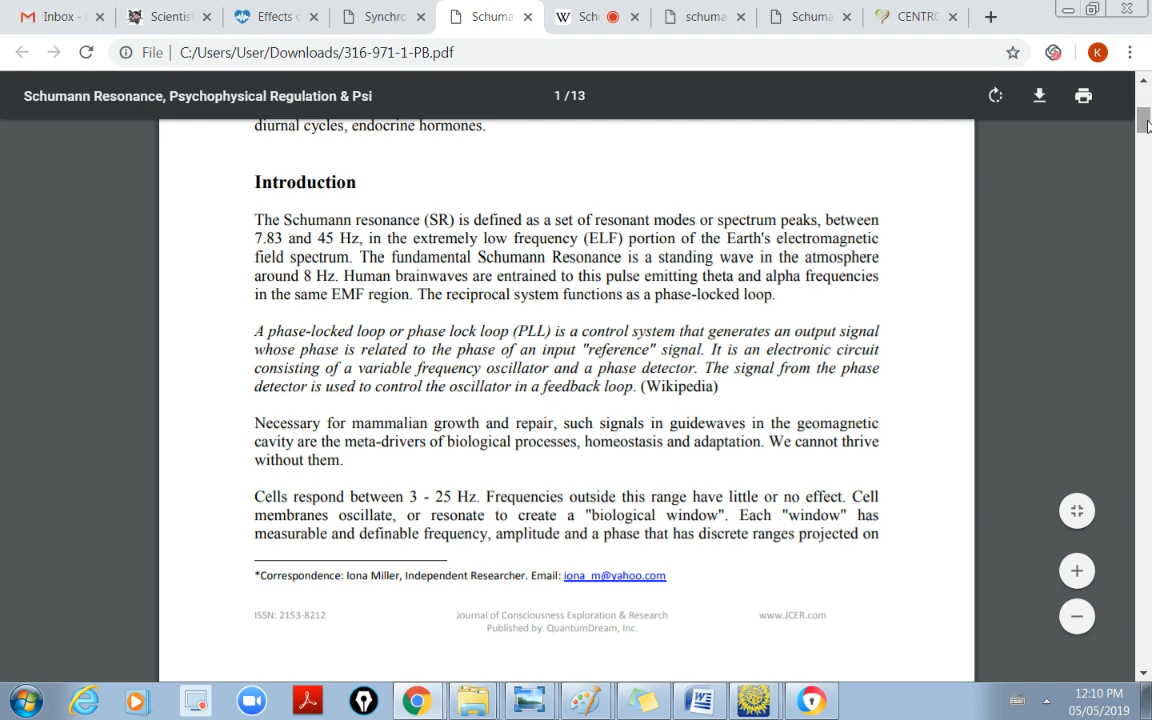 Inbox -
Scientis
Effects o
Synchro
Schuma
W Sch
schuma
Schuma
CENTRO
File | C:/Users/User/Downloads/316-971-1-PB.pdf
K
Schumann Resonance, Psychophysical Regulation & Psi
1 / 13
diurnal cycles, endocrine hormones.
Introduction
The Schumann resonance (SR) is defined as a set of resonant modes or spectrum peaks, between
7.83 and 45 Hz, in the extremely low frequency (ELF) portion of the Earth's electromagnetic
field spectrum. The fundamental Schumann Resonance is a standing wave in the atmosphere
around 8 Hz. Human brainwaves are entrained to this pulse emitting theta and alpha frequencies
in the same EMF region. The reciprocal system functions as a phase-locked loop.
A phase-locked loop or phase lock loop (PLL) is a control system that generates an output signal
whose phase is related to the phase of an input "reference" signal. It is an electronic circuit
consisting of a variable frequency oscillator and a phase detector. The signal from the phase
detector is used to control the oscillator in a feedback loop. (Wikipedia)
Necessary for mammalian growth and repair, such signals in guidewaves in the geomagnetic
cavity are the meta-drivers of biological processes, homeostasis and adaptation. We cannot thrive
without them.
Cells respond between 3 - 25 Hz. Frequencies outside this range have little or no effect. Cell
membranes oscillate, or resonate to create a "biological window". Each "window" has
measurable and definable frequency, amplitude and a phase that has discrete ranges projected on
*Correspondence: Iona Miller, Independent Researcher. Email: iona_m@yahoo.com
ISSN: 2153-8212
Journal of Consciousness Exploration & Research
www.JCER.com
Published by QuantumDream, Inc.
12:10 PM
05/05/2019